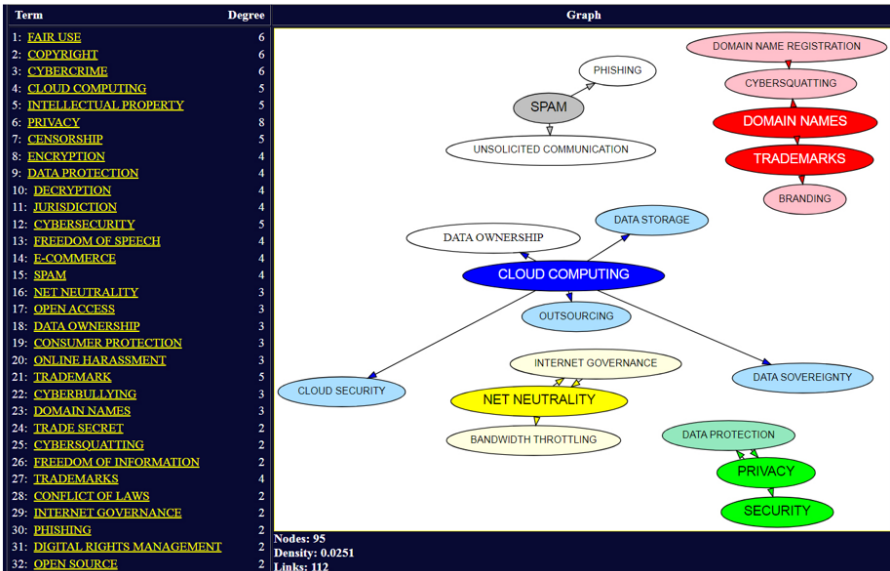 Term Degree Graph
1: FAIR USE 6
2: COPYRIGHT 6
3: CYBERCRIME 6
4: CLOUD COMPUTING 5
5: INTELLECTUAL PROPERTY 5
6: PRIVACY 8
7: CENSORSHIP 5
8: ENCRYPTION 4
9: DATA PROTECTION 4
10: DECRYPTION 4
11: JURISDICTION 4
12: CYBERSECURITY 5
13: FREEDOM OF SPEECH 4
14: E-COMMERCE 4
15: SPAM 4
16: NET NEUTRALITY 3
17: OPEN ACCESS 3
18: DATA OWNERSHIP 3
19: CONSUMER PROTECTION 3
20: ONLINE HARASSMENT 3
21: TRADEMARK 5
22: CYBERBULLYING 3
23: DOMAIN NAMES 3
24: TRADE SECRET 2
25: CYBERSQUATTING 2
26: FREEDOM OF INFORMATION 2
27: TRADEMARKS 4
28: CONFLICT OF LAWS 2
29: INTERNET GOVERNANCE 2
30: PHISHING 2
31: DIGITAL RIGHTS MANAGEMENT 2
32: OPEN SOURCE 2
DOMAIN NAME REGISTRATION
PHISHING
CYBERSQUATTING
SPAM
DOMAIN NAMES
UNSOLICITED COMMUNICATION
TRADEMARKS
BRANDING
DATA STORAGE
DATA OWNERSHIP
CLOUD COMPUTING
OUTSOURCING
INTERNET GOVERNANCE
CLOUD SECURITY
DATA SOVEREIGNTY
NET NEUTRALITY
BANDWIDTH THROTTLING
DATA PROTECTION
PRIVACY
SECURITY
Nodes: 95
Density: 0.0251
Links: 112